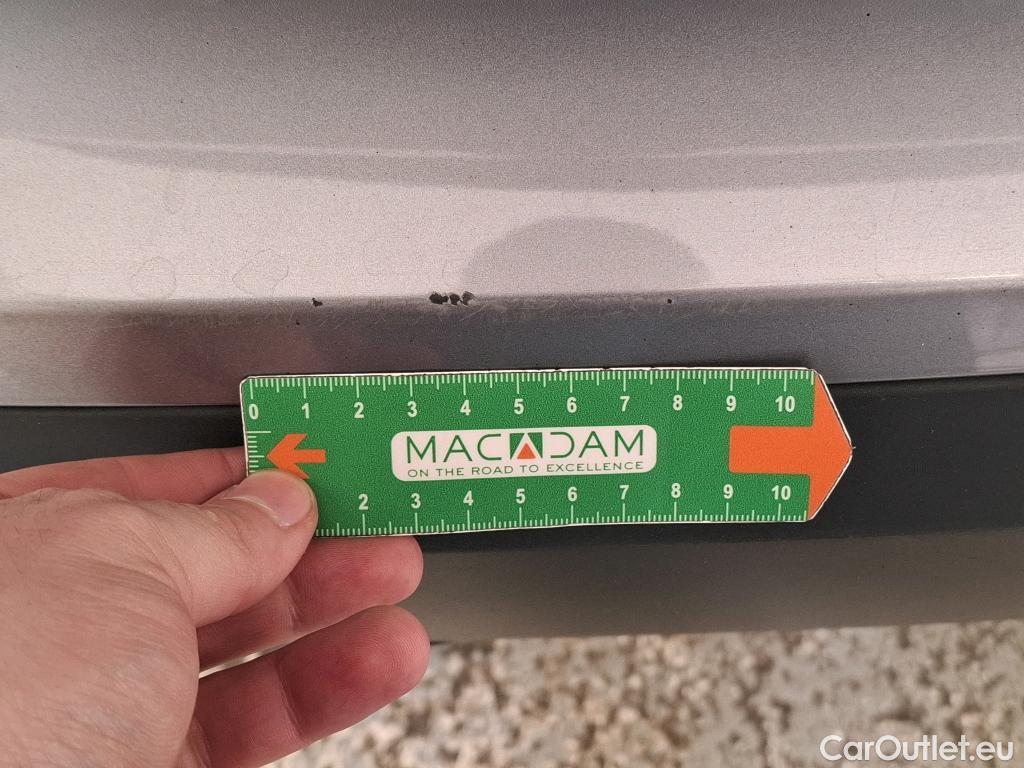 0 1 2 3 4 5 6 7 8 9 10
MACADAM
ON THE ROAD TO EXCELLENCE
2 3 4 5 6 7 8 9 10
CarOutlet.eu